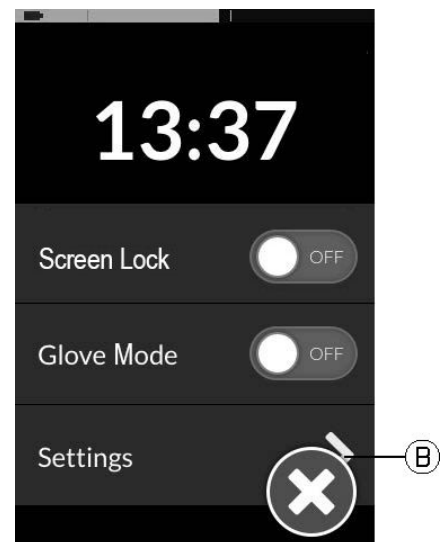 13:37
Screen Lock OFF
Glove Mode OFF
Settings
B